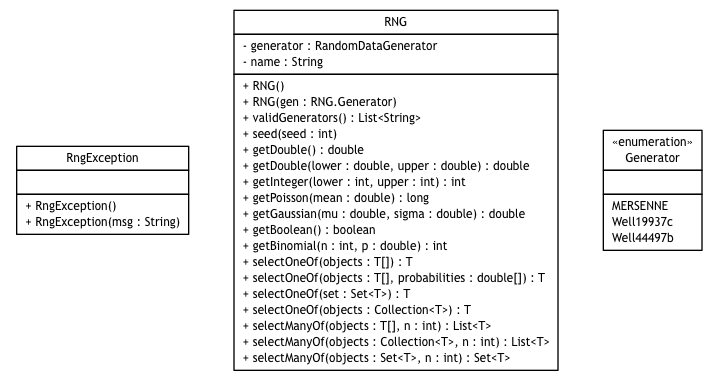 RngException
+ RngException()
+ RngException(msg : String)
RNG
- generator : RandomDataGenerator
- name : String
+ RNG()
+ RNG(gen : RNG.Generator)
+ validGenerators() : List<String>
+ seed(seed : int)
+ getDouble() : double
+ getDouble(lower : double, upper : double) : double
+ getInteger(lower : int, upper : int) : int
+ getPoisson(mean : double) : long
+ getGaussian(mu : double, sigma : double) : double
+ getBoolean() : boolean
+ getBinomial(n : int, p : double) : int
+ selectOneOf(objects : T[]) : T
+ selectOneOf(objects : T[], probabilities : double[]) : T
+ selectOneOf(set : Set<T>) : T
+ selectOneOf(objects : Collection<T>) : T
+ selectManyOf(objects : T[], n : int) : List<T>
+ selectManyOf(objects : Collection<T>, n : int) : List<T>
+ selectManyOf(objects : Set<T>, n : int) : Set<T>
«enumeration»
Generator
MERSENNE
Well19937c
Well44497b